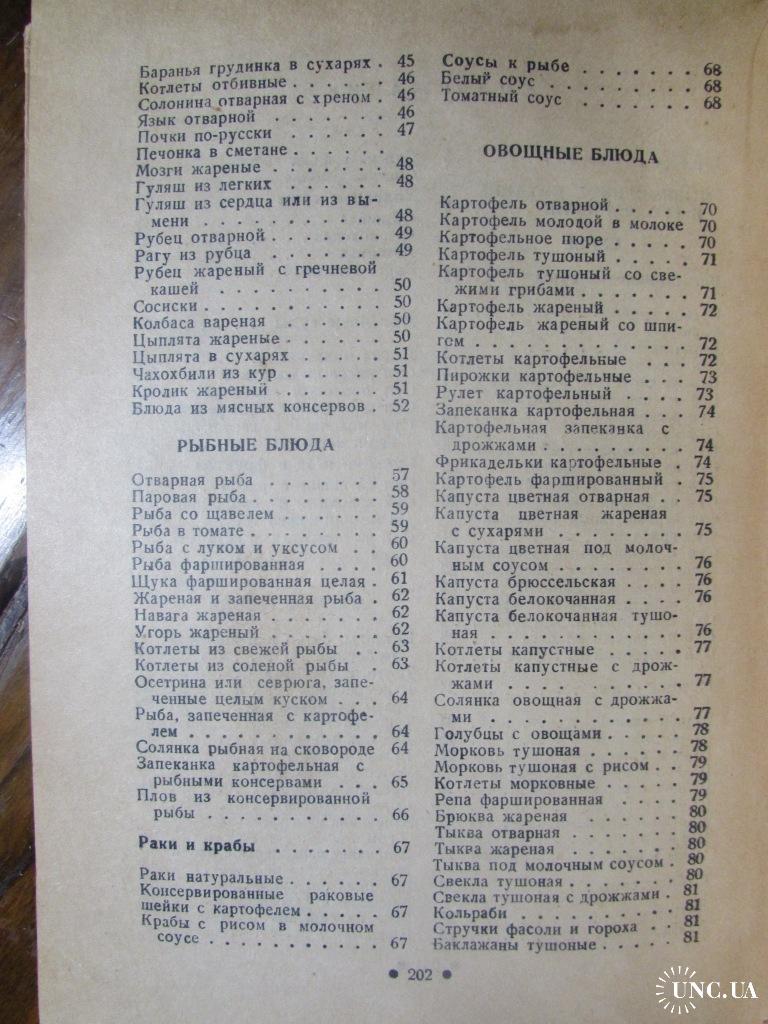 Баранья грудинка в сухарях . 45
Котлеты отбивные . . . . . 46
Солонина отварная с хреном . 46
Язык отварной . . . . . . . 46
Почки по-русски . . . . . . 47
Печонка в сметане . . . . . .
Мозги жареные . . . . . . . 48
Гуляш из легких . . . . . . 48
Гуляш из сердца или из вы-
мени . . . . . . . . . . 48
Рубец отварной . . . . . . . 49
Рагу из рубца . . . . . . . 49
Рубец жареный с гречневой
кашей . . . . . . . . . 50
Сосиски . . . . . . . . . . 50
Колбаса вареная . . . . . . 50
Цыплята жареные . . . . . . 50
Цыплята в сухарях . . . . . 51
Чахохбили из кур . . . . . . 51
Кролик жареный . . . . . . 51
Блюда из мясных консервов . 52
РЫБНЫЕ БЛЮДА
Отварная рыба . . . . . . . 57
Паровая рыба . . . . . . . . 58
Рыба со щавелем . . . . . . 59
Рыба в томате . . . . . . . . 59
Рыба с луком и уксусом . . 60
Рыба фаршированная . . . . 60
Щука фаршированная целая . 61
Жареная и запеченная рыба . 62
Навага жареная . . . . . . . 62
Угорь жареный . . . . . . . 62
Котлеты из свежей рыбы . . 63
Котлеты из соленой рыбы . 63
Осетрина или севрюга, запе-
ченные целым куском . . . 64
Рыба, запеченная с картофе-
лем . . . . . . . . . . . 64
Солянка рыбная на сковороде 64
Запеканка картофельная с
рыбными консервами . . . 65
Плов из консервированной
рыбы . . . . . . . . . . 66
Раки и крабы . . . . . . . 67
Раки натуральные . . . . . . 67
Консервированные раковые
шейки с картофелем . . . . . 67
Крабы с рисом в молочном
соусе . . . . . . . . . . 67
Соусы к рыбе . . . . . . . 68
Белый соус . . . . . . . . . 68
Томатный соус . . . . . . . 68
ОВОЩНЫЕ БЛЮДА
Картофель отварной . . . . . 70
Картофель молодой в молоке 70
Картофельное пюре . . . . . 70
Картофель тушоный . . . . . 71
Картофель тушоный со све-
жими грибами . . . . . . . 71
Картофель жареный . . . . . 72
Картофель жареный со шпи-
гом . . . . . . . . . . . 72
Котлеты картофельные . . . 72
Пирожки картофельные . . . 73
Рулет картофельный . . . . 73
Запеканка картофельная . . . 74
Картофельная запеканка с
дрожжами . . . . . . . . 74
Фрикадельки картофельные . 74
Картофель фаршированный . 75
Капуста цветная отварная . . 75
Капуста цветная жареная
с сухарями . . . . . . . 75
Капуста цветная под молоч-
ным соусом . . . . . . . . 76
Капуста брюссельская . . . . 76
Капуста белокочанная . . . . 76
Капуста белокочанная тушо-
ная . . . . . . . . . . . 76
Котлеты капустные . . . . . 77
Котлеты капустные с дрож-
жами . . . . . . . . . . 77
Солянка овощная с дрожжа-
ми . . . . . . . . . . . 77
Голубцы с овощами . . . . . 78
Морковь тушоная . . . . . . 78
Морковь тушоная с рисом . . 79
Котлеты морковные . . . . . 79
Репа фаршированная . . . . 79
Брюква жареная . . . . . . 80
Тыква отварная . . . . . . . 80
Тыква жареная . . . . . . . 80
Тыква под молочным соусом . 80
Свекла тушоная . . . . . . . 80
Свекла тушоная с дрожжами . 81
Кольраби . . . . . . . . . . 81
Стручки фасоли и гороха . . 81
Баклажаны тушоные . . . . . 81
• 202 •
UNC.UA